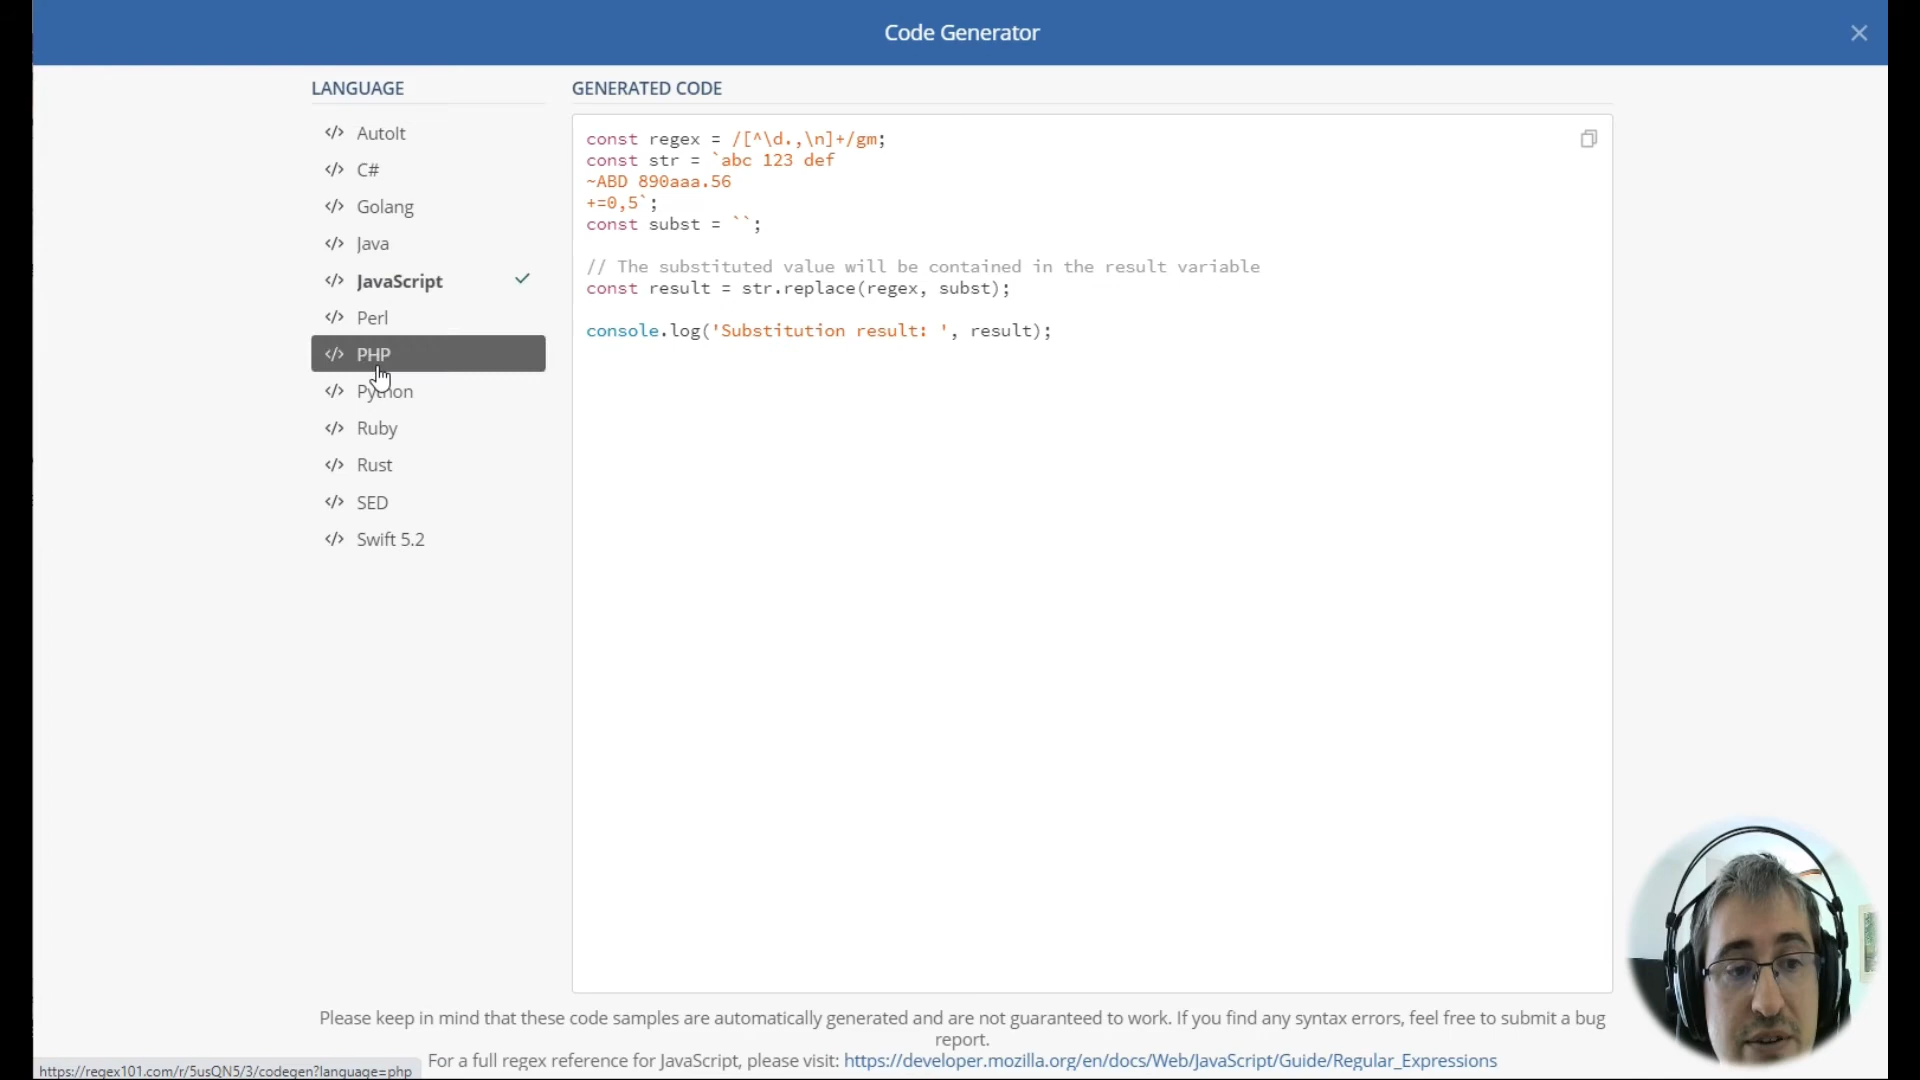 Code Generator
LANGUAGE
AutoIt
C#
Golang
Java
JavaScript
Perl
PHP
Python
Ruby
Rust
SED
Swift 5.2
GENERATED CODE
const regex = /[^\d.,\n]+/gm;
const str = `abc 123 def
~ABD 890aaa.56
+=0,5`;
const subst = ``;
// The substituted value will be contained in the result variable
const result = str.replace(regex, subst);
console.log('Substitution result: ', result);
Please keep in mind that these code samples are automatically generated and are not guaranteed to work. If you find any syntax errors, feel free to submit a bug
report.
For a full regex reference for JavaScript, please visit: https://developer.mozilla.org/en/docs/Web/JavaScript/Guide/Regular_Expressions
https://regex101.com/r/5usQN5/3/codegen?language=php